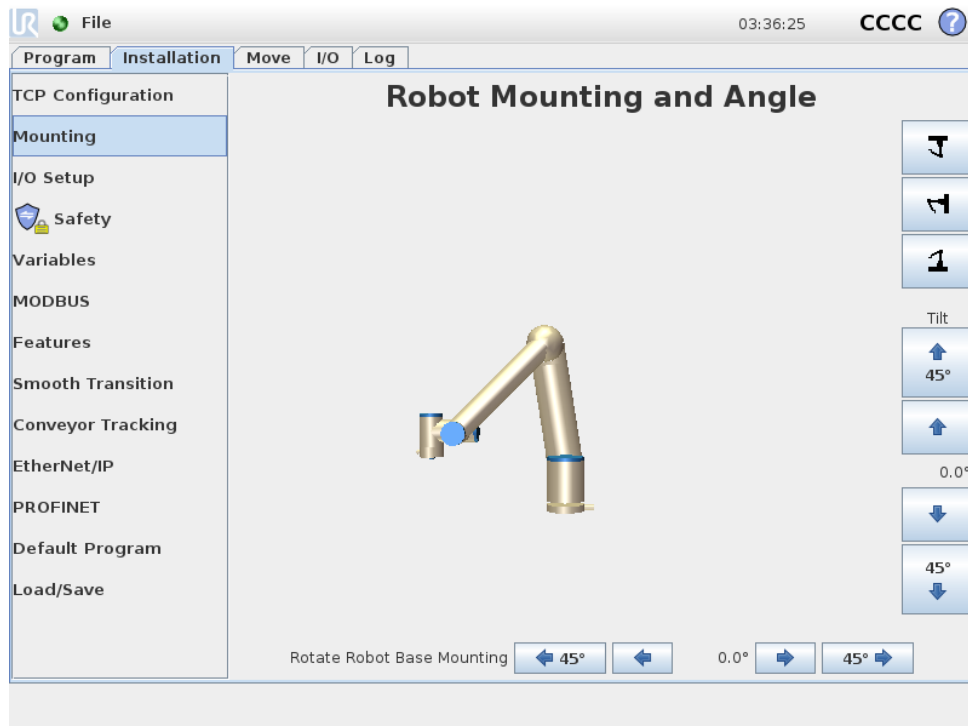 UR File 03:36:25 CCCC ?
Program Installation Move I/O Log
TCP Configuration
Mounting
I/O Setup
Safety
Variables
MODBUS
Features
Smooth Transition
Conveyor Tracking
EtherNet/IP
PROFINET
Default Program
Load/Save
Robot Mounting and Angle
Tilt
45°
0.0°
45°
Rotate Robot Base Mounting 45° 0.0° 45°